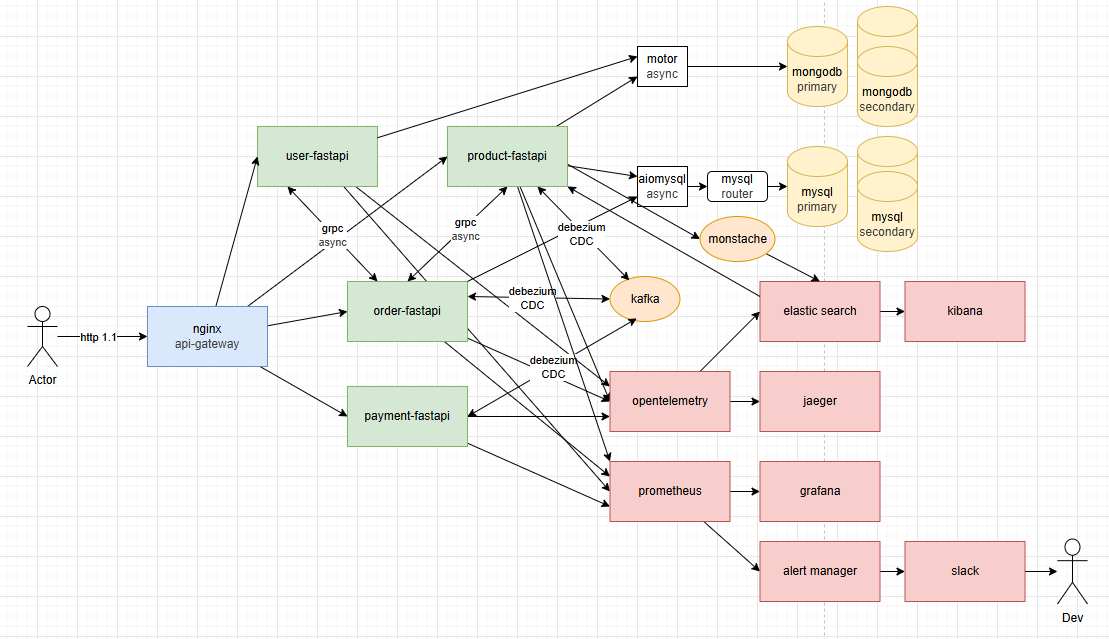 motor
async
mongodb
primary
mongodb
secondary
user-fastapi
product-fastapi
aiomysql
async
mysql
router
mysql
primary
mysql
secondary
grpc
async
grpc
async
debezium
CDC
monstache
debezium
CDC
kafka
nginx
api-gateway
order-fastapi
elastic search
kibana
http 1.1
Actor
debezium
CDC
payment-fastapi
opentelemetry
jaeger
prometheus
grafana
alert manager
slack
Dev